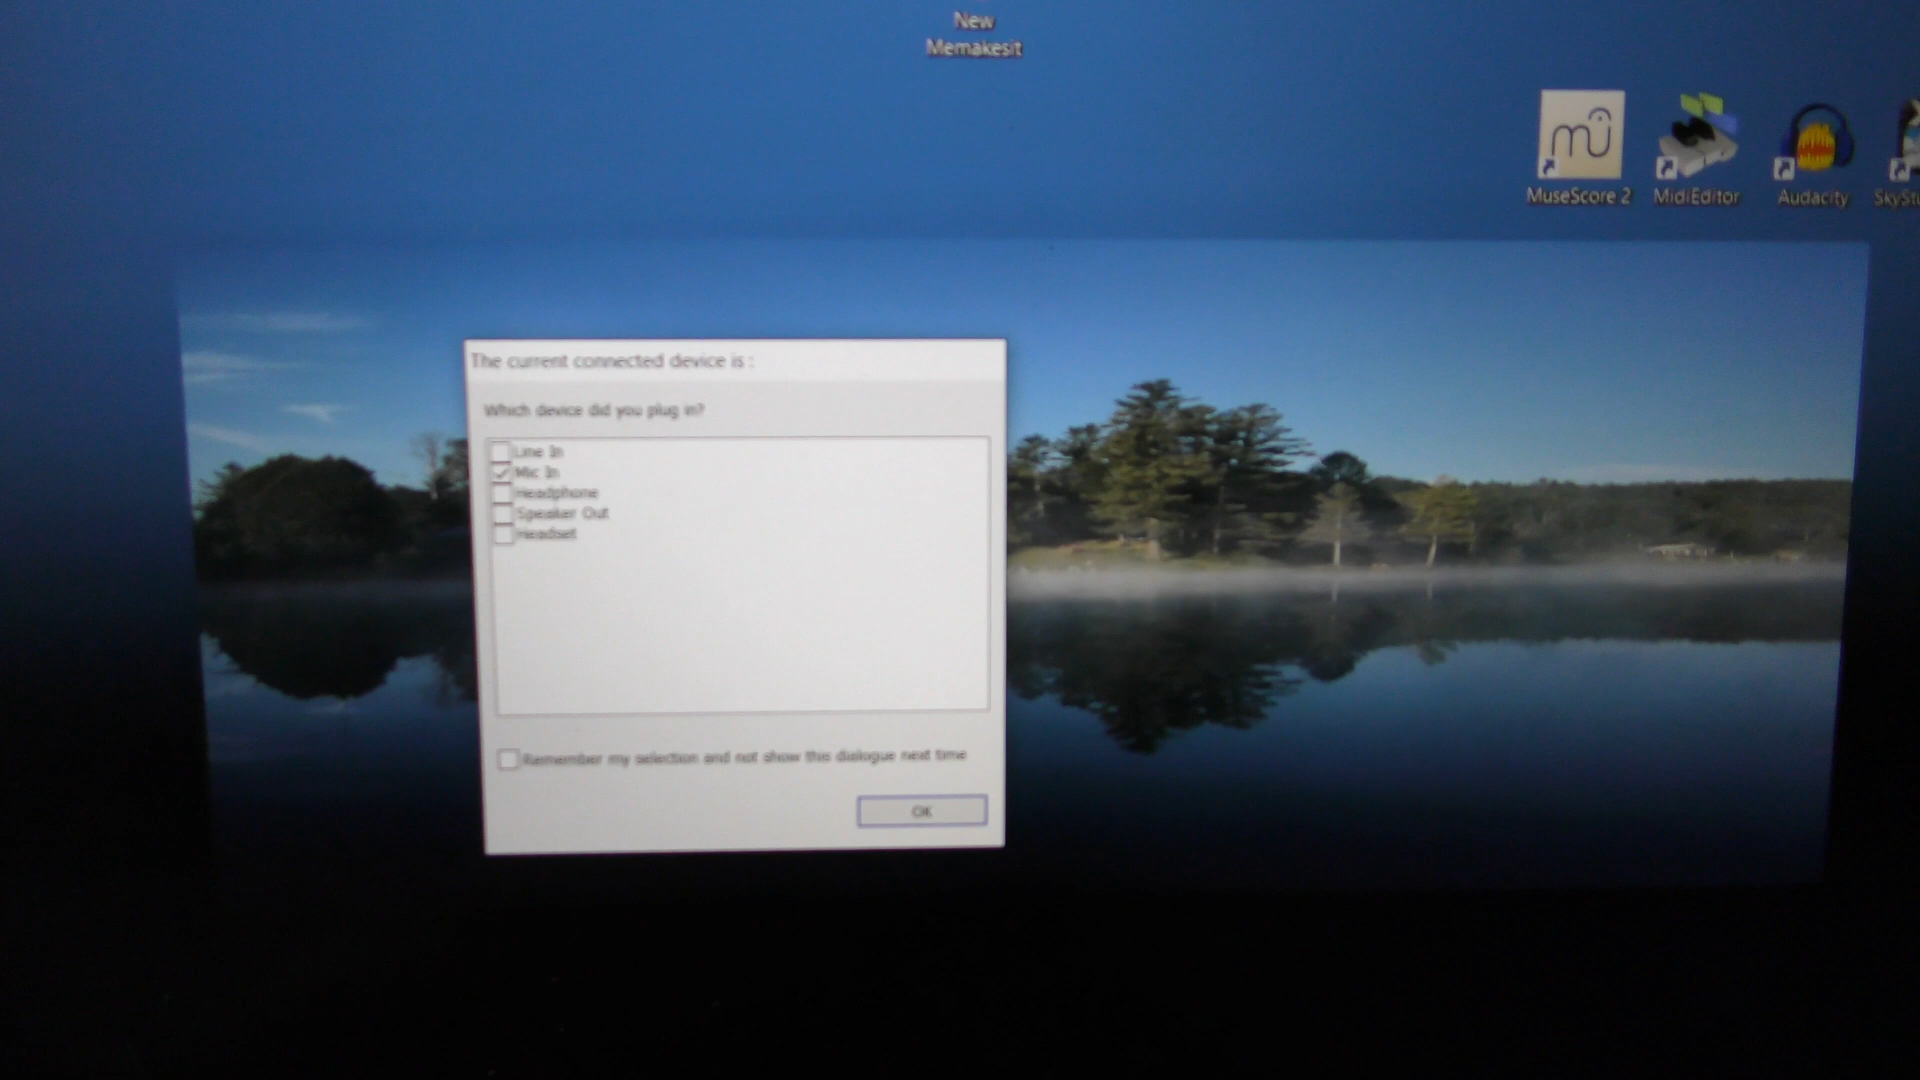 New
Memakesit
MuseScore 2
MidiEditor
Audacity
SkyStu
The current connected device is :
Which device did you plug in?
Line In
Mic In
Headphone
Speaker Out
Headset
Remember my selection and not show this dialogue next time
OK